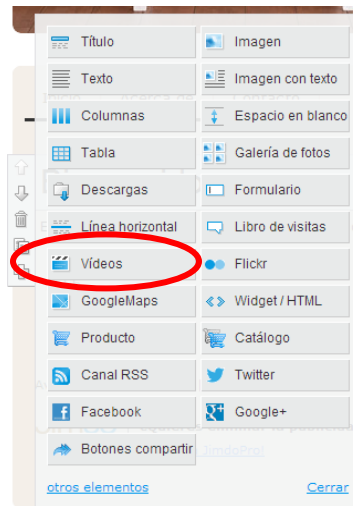 Título
Imagen
Texto
Imagen con texto
Columnas
Espacio en blanco
Tabla
Galería de fotos
Descargas
Formulario
Línea horizontal
Libro de visitas
Vídeos
Flickr
GoogleMaps
Widget / HTML
Producto
Catálogo
Canal RSS
Twitter
Facebook
Google+
Botones compartir
otros elementos
Cerrar